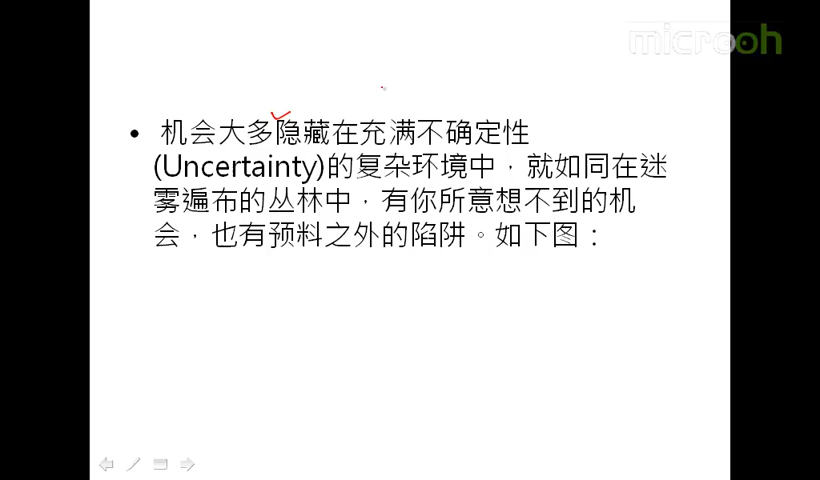 microoh
• 机会大多隐藏在充满不确定性
(Uncertainty)的复杂环境中，就如同在迷
雾遍布的丛林中，有你所意想不到的机
会，也有预料之外的陷阱。如下图：